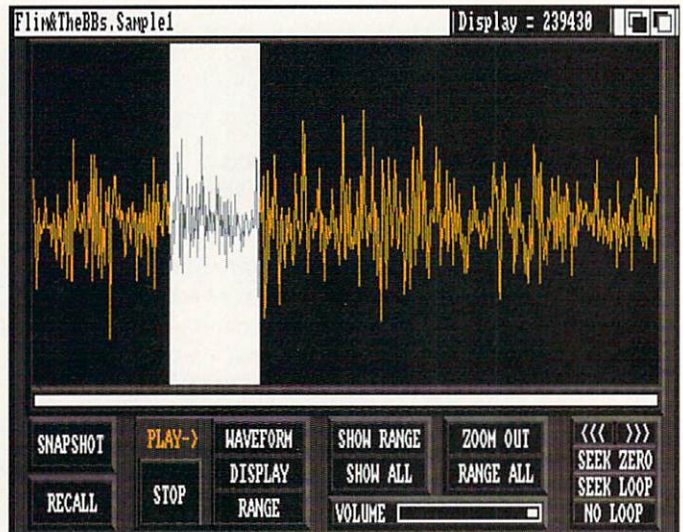 Flim&TheBBs.Sample1 Display = 239430
SNAPSHOT
RECALL
PLAY->
STOP
WAVEFORM
DISPLAY
RANGE
SHOW RANGE
SHOW ALL
VOLUME
ZOOM OUT
RANGE ALL
<<< >>>
SEEK ZERO
SEEK LOOP
NO LOOP